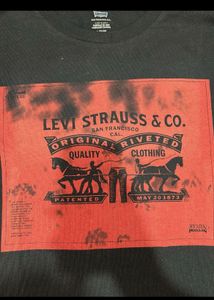 LEVI STRAUSS & CO.
SAN FRANCISCO
CAL.
ORIGINAL RIVETED
QUALITY CLOTHING
PATENTED MAY 20 1873